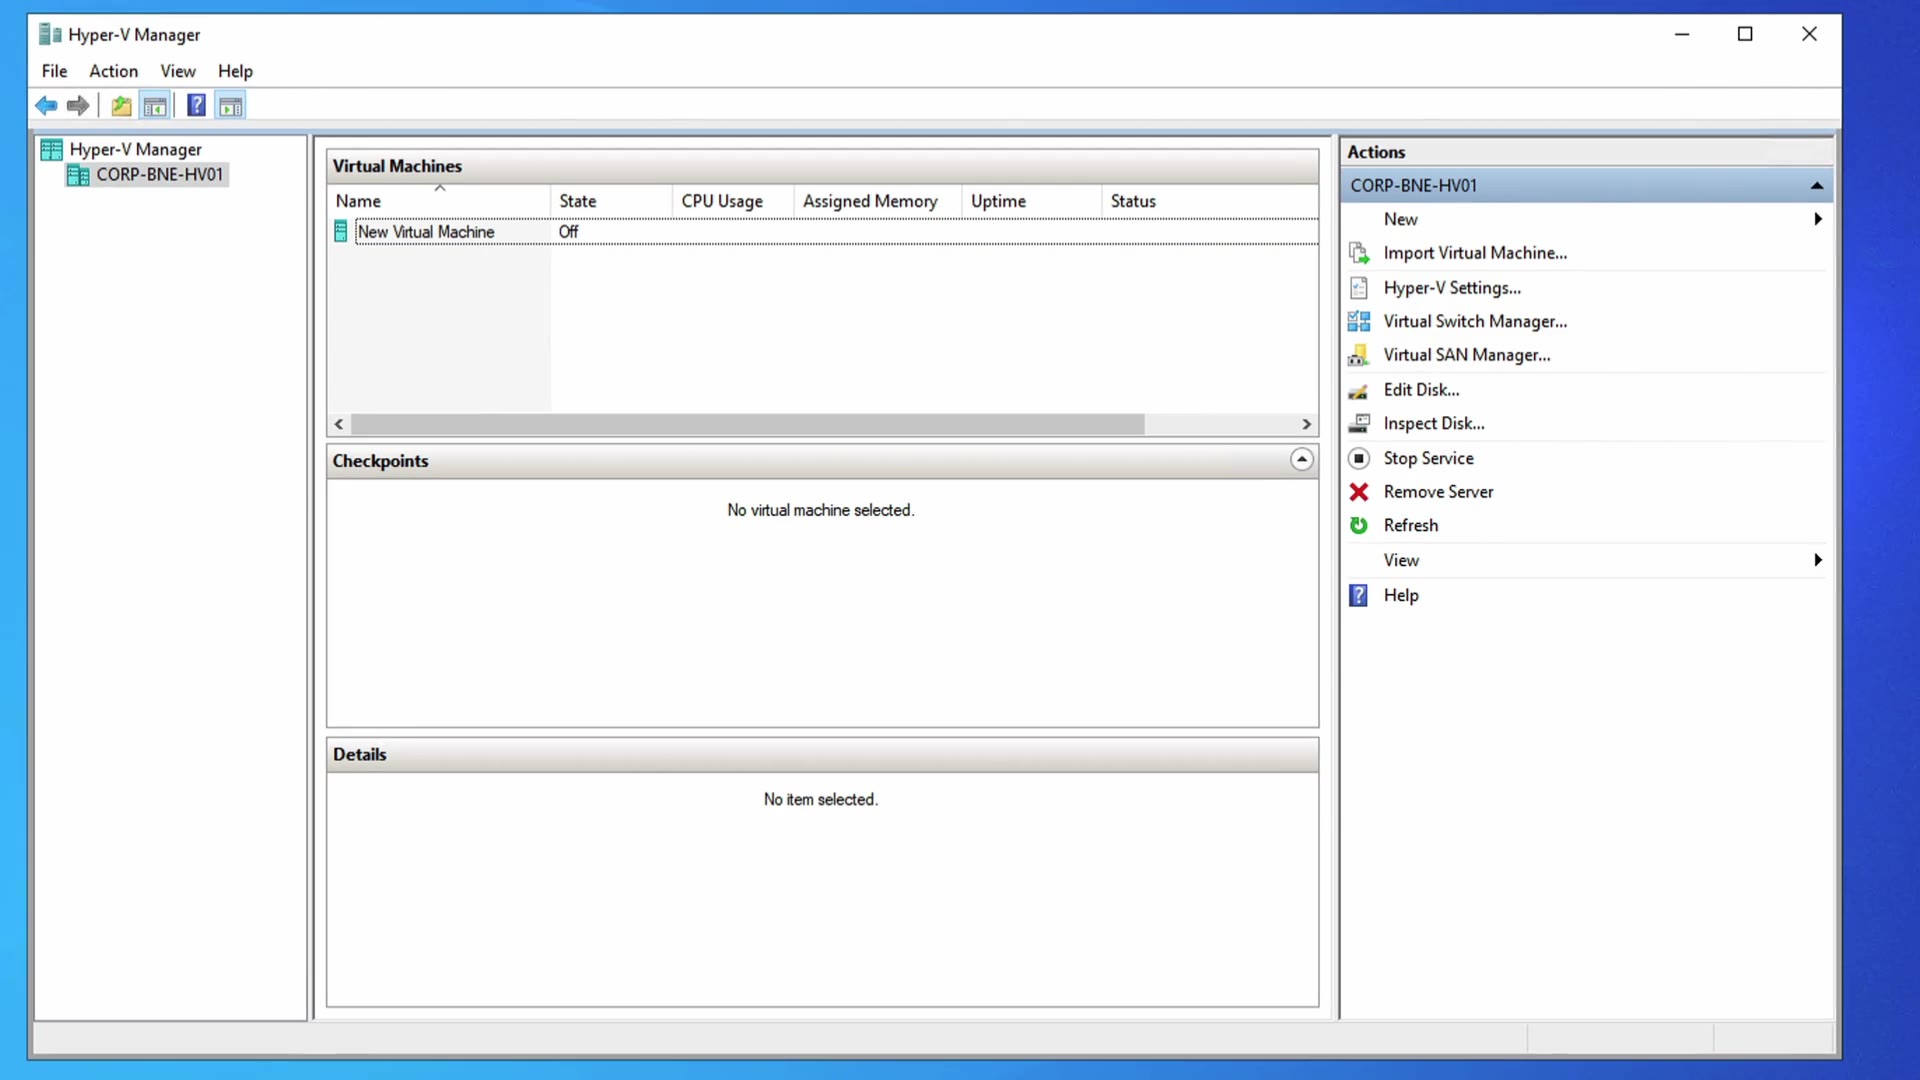 Hyper-V Manager
File Action View Help
Hyper-V Manager
CORP-BNE-HV01
Virtual Machines
Name State CPU Usage Assigned Memory Uptime Status
New Virtual Machine Off
Checkpoints
No virtual machine selected.
Details
No item selected.
Actions
CORP-BNE-HV01
New
Import Virtual Machine...
Hyper-V Settings...
Virtual Switch Manager...
Virtual SAN Manager...
Edit Disk...
Inspect Disk...
Stop Service
Remove Server
Refresh
View
Help